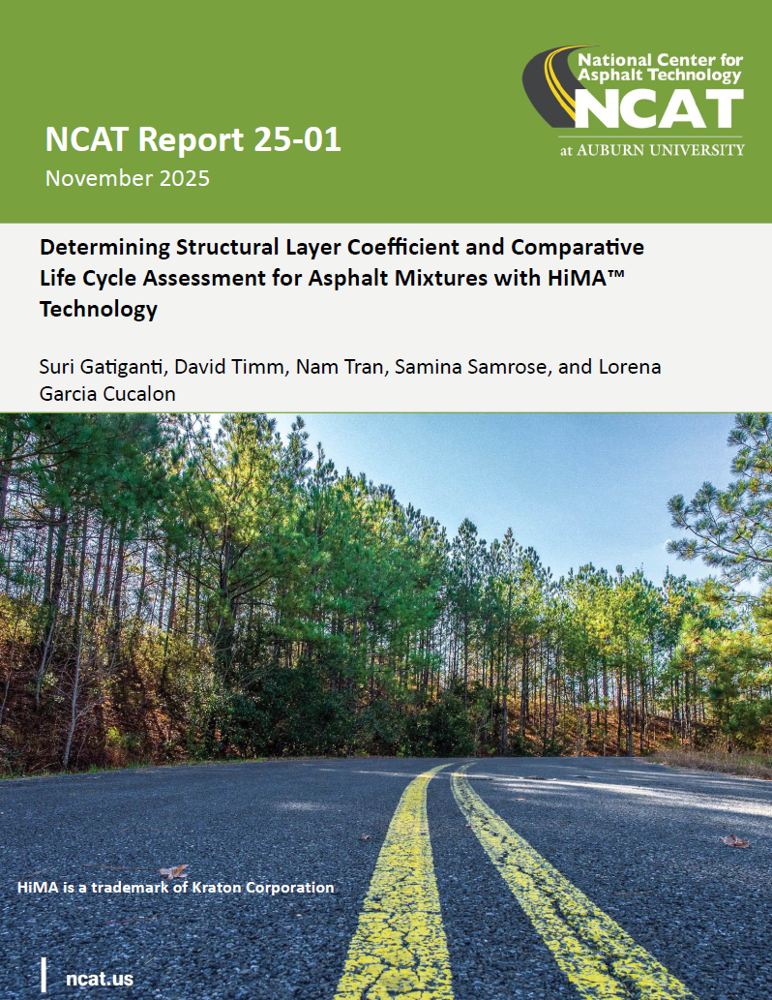 National Center for
Asphalt Technology
NCAT
at AUBURN UNIVERSITY
NCAT Report 25-01
November 2025
Determining Structural Layer Coefficient and Comparative
Life Cycle Assessment for Asphalt Mixtures with HiMA™
Technology
Suri Gatiganti, David Timm, Nam Tran, Samina Samrose, and Lorena
Garcia Cucalon
HiMA is a trademark of Kraton Corporation
ncat.us